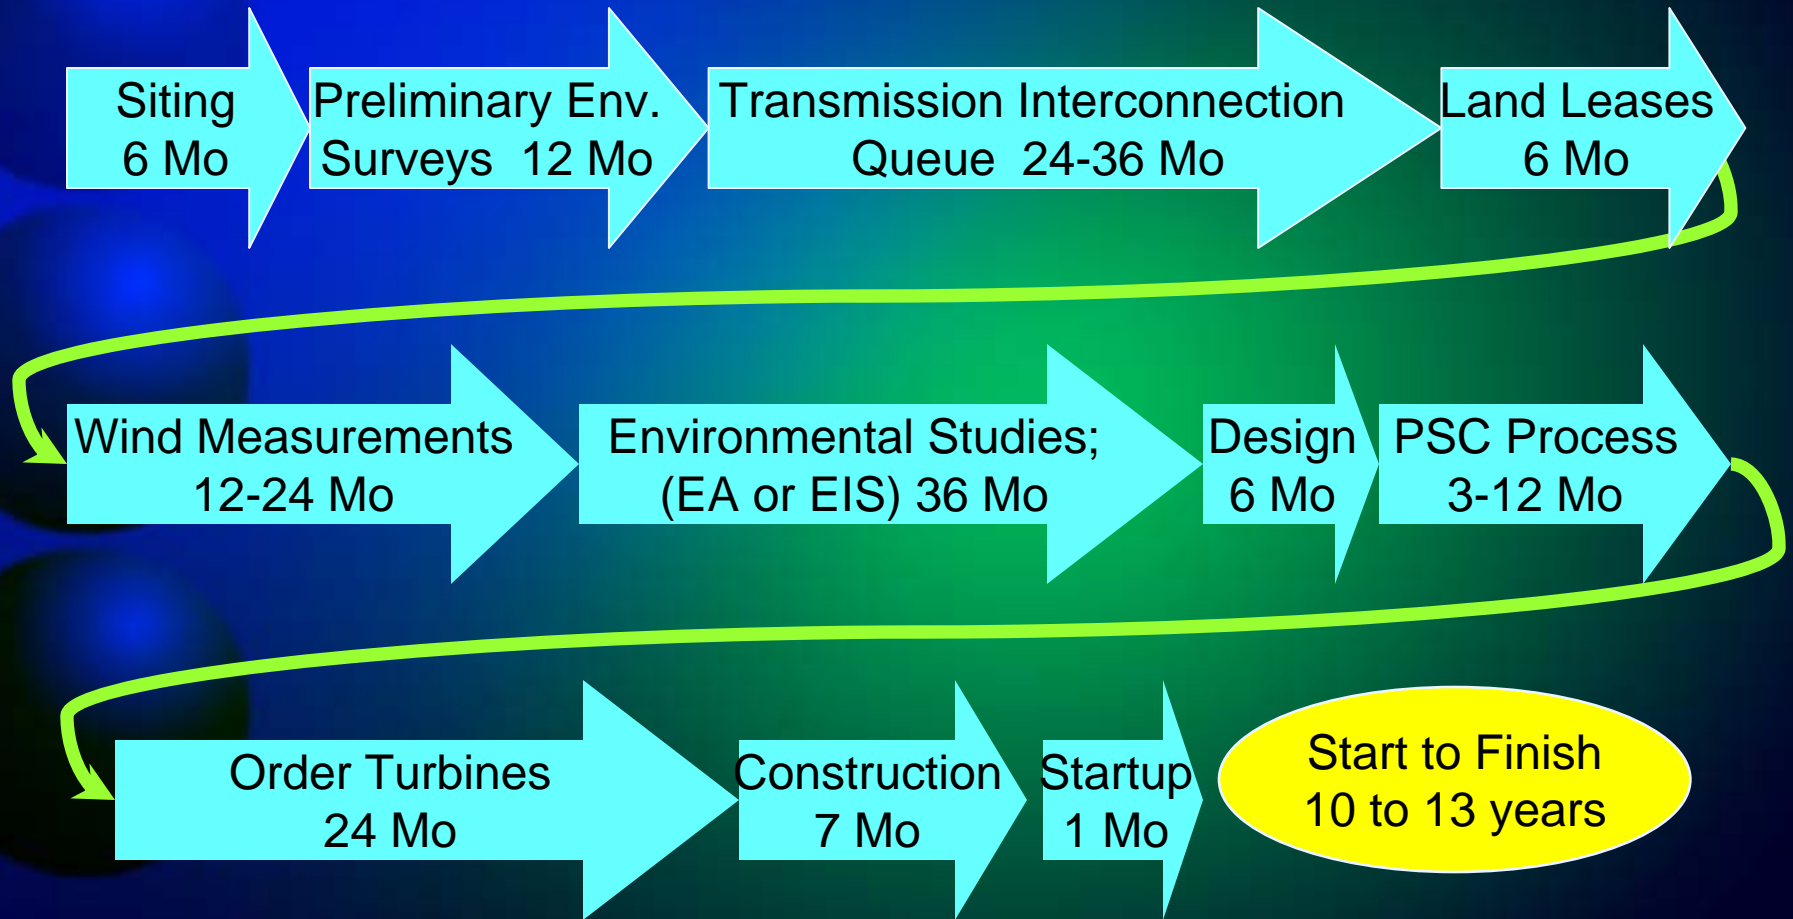 Siting
6 Mo
Preliminary Env.
Surveys  12 Mo
Transmission Interconnection
Queue  24-36 Mo
Land Leases
6 Mo
Wind Measurements
12-24 Mo
Environmental Studies;
(EA or EIS) 36 Mo
Design
6 Mo
PSC Process
3-12 Mo
Order Turbines
24 Mo
Construction
7 Mo
Startup
1 Mo
Start to Finish
10 to 13 years